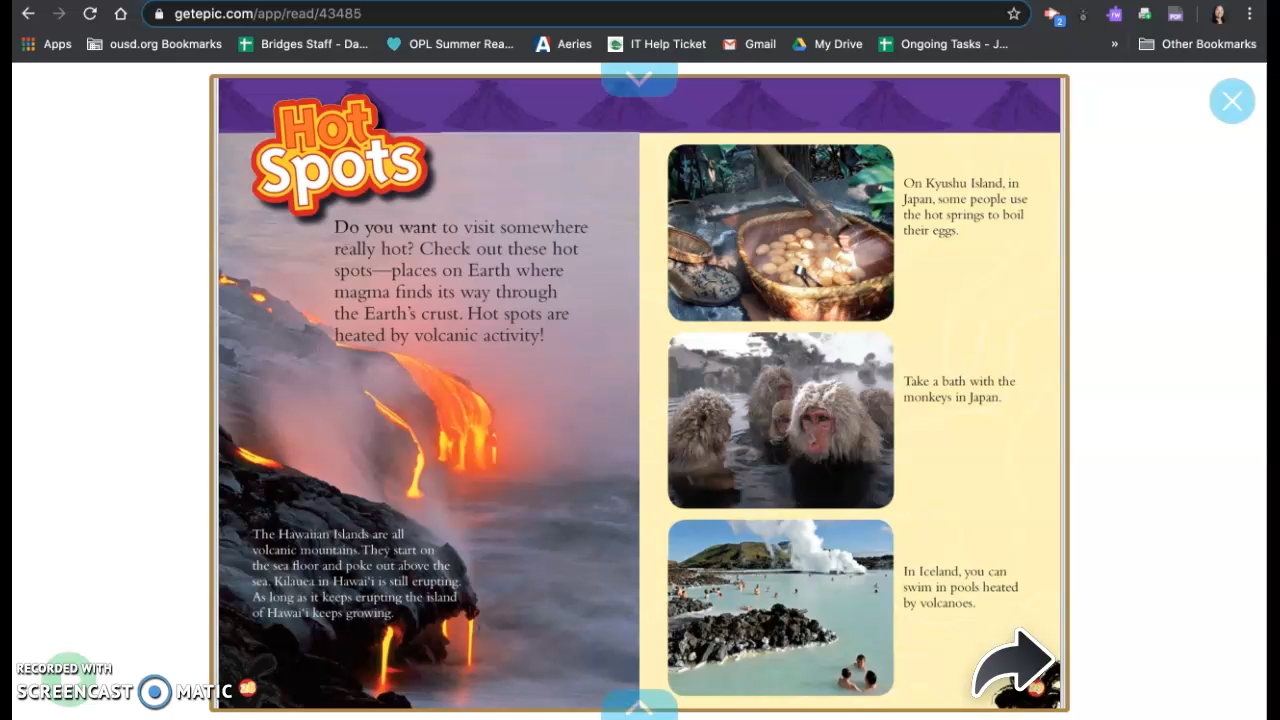 getepic.com/app/read/43485
Apps
ousd.org Bookmarks
Bridges Staff - Da...
OPL Summer Rea...
Aeries
IT Help Ticket
Gmail
My Drive
Ongoing Tasks - J...
»
Other Bookmarks
Hot
Spots
Do you want to visit somewhere
really hot? Check out these hot
spots—places on Earth where
magma finds its way through
the Earth's crust. Hot spots are
heated by volcanic activity!
The Hawaiian Islands are all
volcanic mountains. They start on
the sea floor and poke out above the
sea. Kilauea in Hawai'i is still erupting.
As long as it keeps erupting the island
of Hawai'i keeps growing.
On Kyushu Island, in
Japan, some people use
the hot springs to boil
their eggs.
Take a bath with the
monkeys in Japan.
In Iceland, you can
swim in pools heated
by volcanoes.
RECORDED WITH
SCREENCAST MATIC
2
PDF